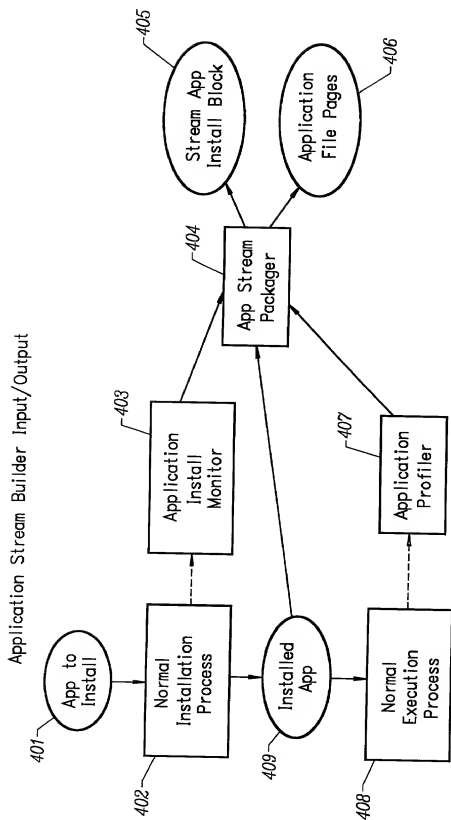 Application Stream Builder Input/Output
401
App to
Install
402
Normal
Installation
Process
403
Application
Install
Monitor
404
App Stream
Packager
405
Stream App
Install Block
406
Application
File Pages
409
Installed
App
408
Normal
Execution
Process
407
Application
Profiler